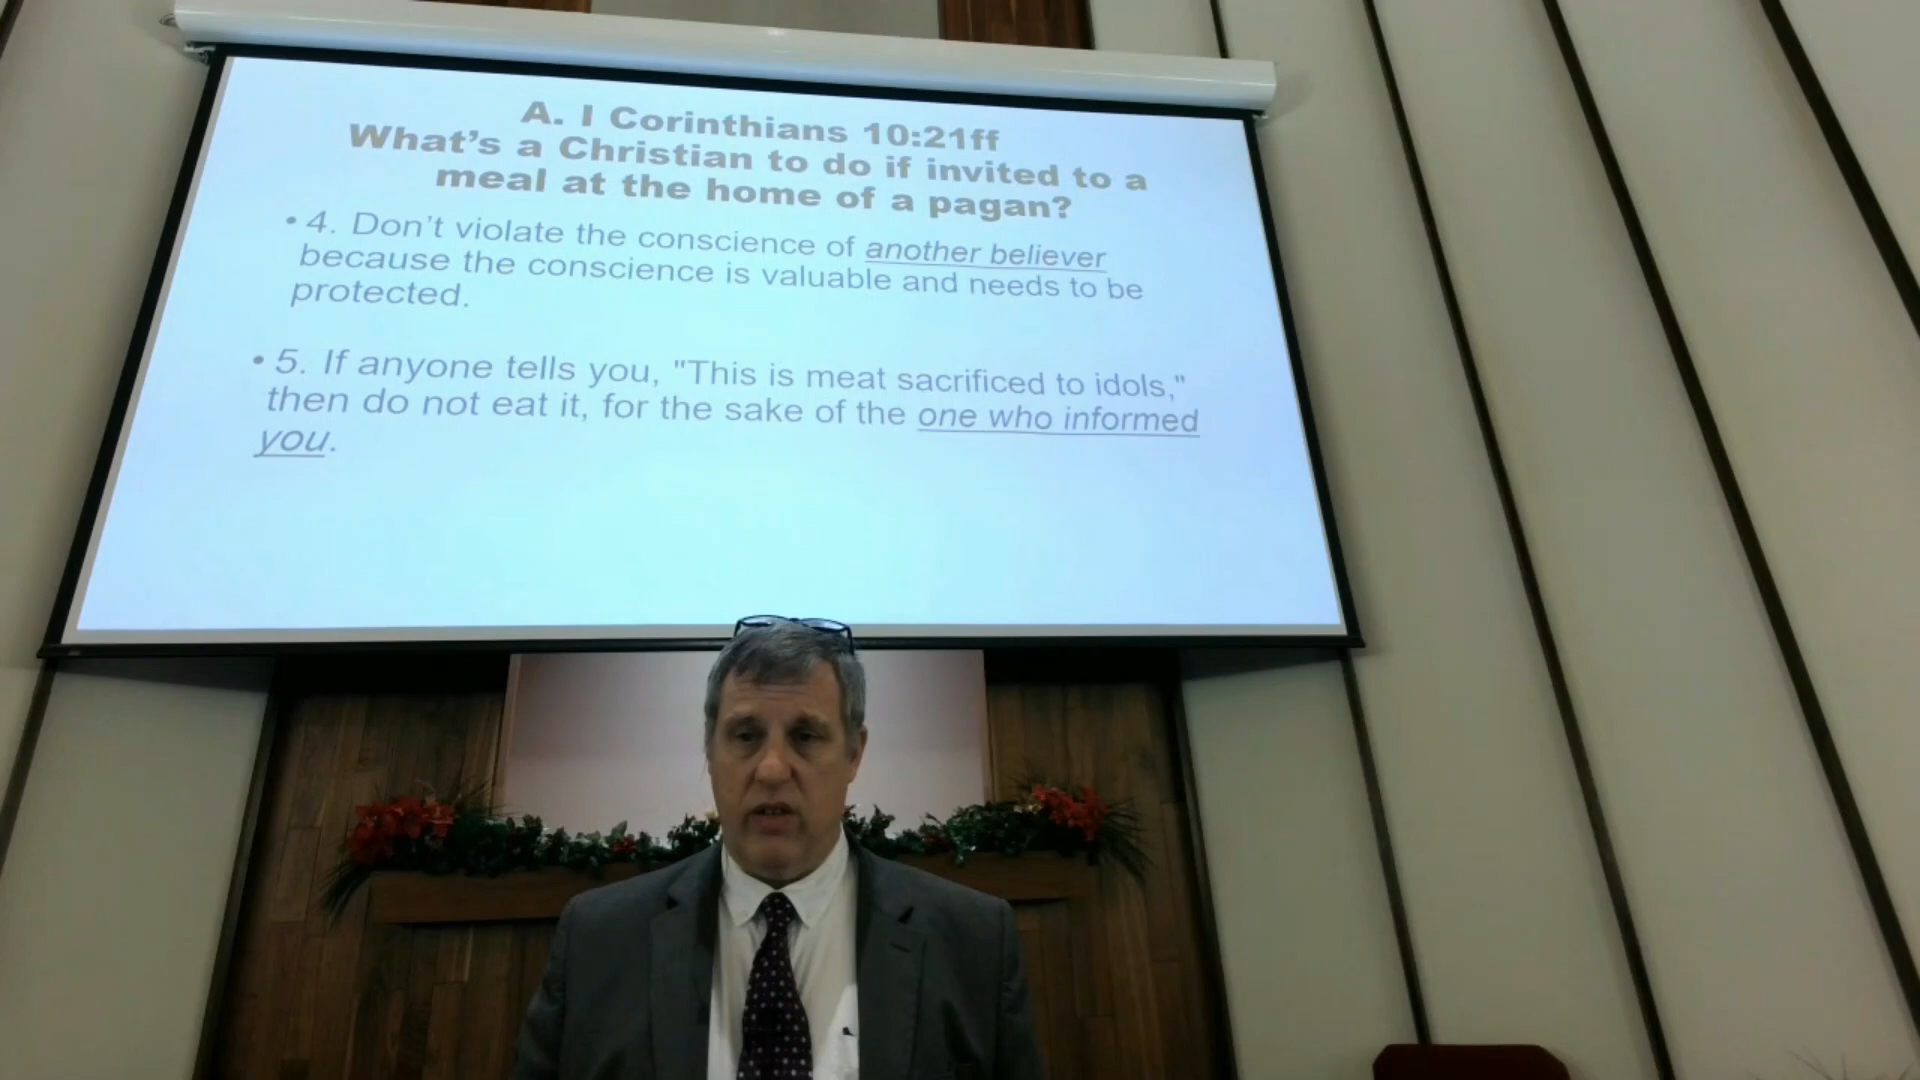 A. I Corinthians 10:21ff
What’s a Christian to do if invited to a
meal at the home of a pagan?
• 4. Don’t violate the conscience of another believer
because the conscience is valuable and needs to be
protected.
• 5. If anyone tells you, "This is meat sacrificed to idols,"
then do not eat it, for the sake of the one who informed
you.